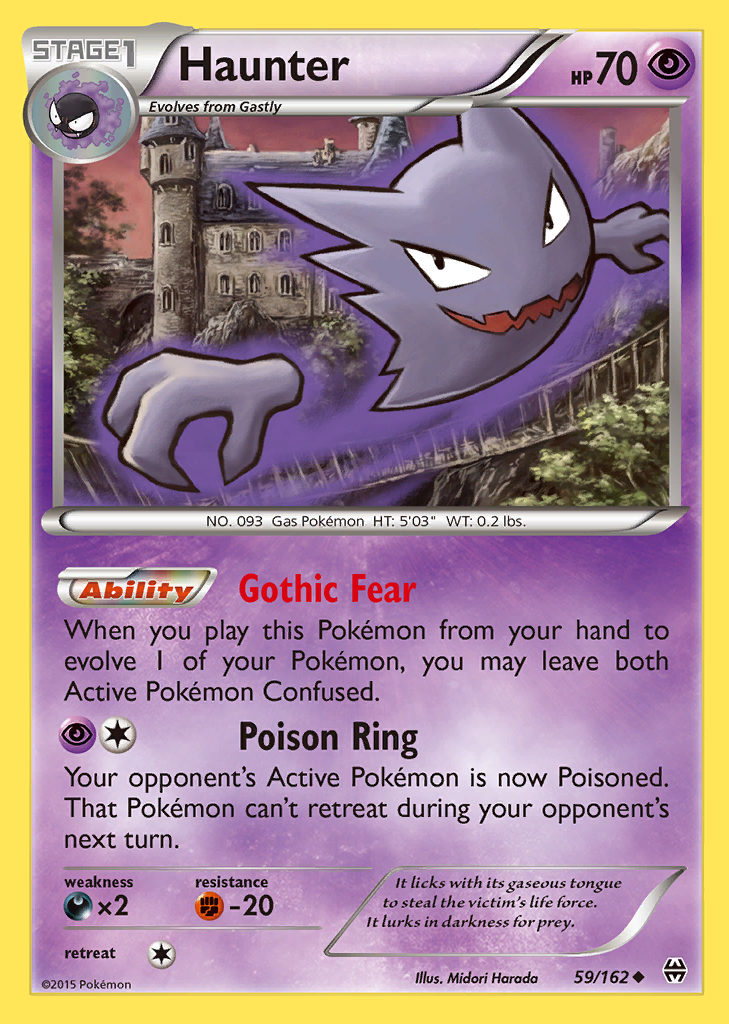 STAGE1
Haunter
HP 70
Evolves from Gastly
NO. 093 Gas Pokémon HT: 5'03" WT: 0.2 lbs.
Ability Gothic Fear
When you play this Pokémon from your hand to
evolve 1 of your Pokémon, you may leave both
Active Pokémon Confused.
Poison Ring
Your opponent’s Active Pokémon is now Poisoned.
That Pokémon can’t retreat during your opponent’s
next turn.
weakness resistance
×2 -20
It licks with its gaseous tongue
to steal the victim's life force.
It lurks in darkness for prey.
retreat
©2015 Pokémon Illus. Midori Harada 59/162